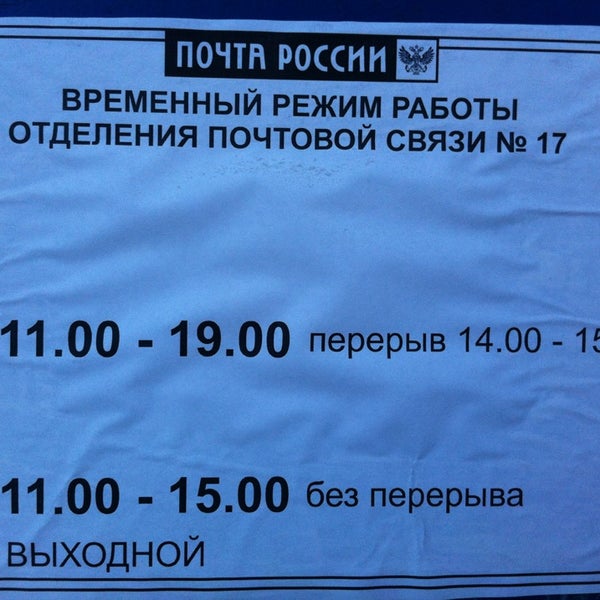 ПОЧТА РОССИИ
ВРЕМЕННЫЙ РЕЖИМ РАБОТЫ
ОТДЕЛЕНИЯ ПОЧТОВОЙ СВЯЗИ № 17
11.00 - 19.00 перерыв 14.00 - 15
11.00 - 15.00 без перерыва
ВЫХОДНОЙ